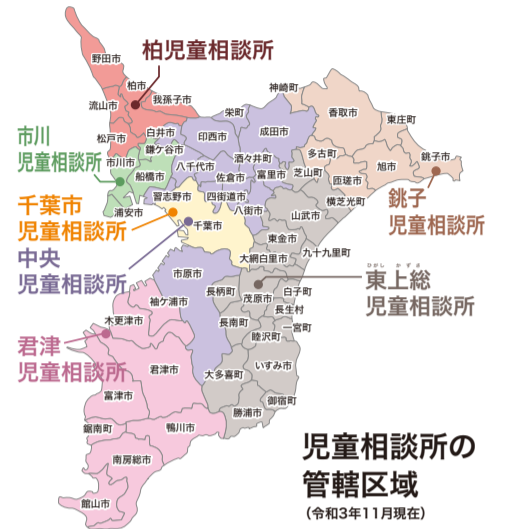 野田市
柏児童相談所
柏市
流山市
我孫子市
松戸市
神崎町
香取市
東庄町
栄町
成田市
白井市
印西市
市川
児童相談所
鎌ケ谷市
市川市
船橋市
八千代市
酒々井町
多古町
旭市
銚子市
佐倉市
富里市
芝山町
匝瑳市
習志野市
四街道市
横芝光町
銚子
児童相談所
浦安市
八街市
山武市
千葉市
児童相談所
千葉市
中央
児童相談所
東金市
九十九里町
大網白里市
市原市
ひがし かずさ
東上総
児童相談所
長柄町
茂原市
白子町
長生村
袖ケ浦市
木更津市
長南町
一宮町
睦沢町
君津
児童相談所
君津市
大多喜町
いすみ市
富津市
御宿町
勝浦市
鋸南町
鴨川市
南房総市
館山市
児童相談所の
管轄区域
（令和3年11月現在）